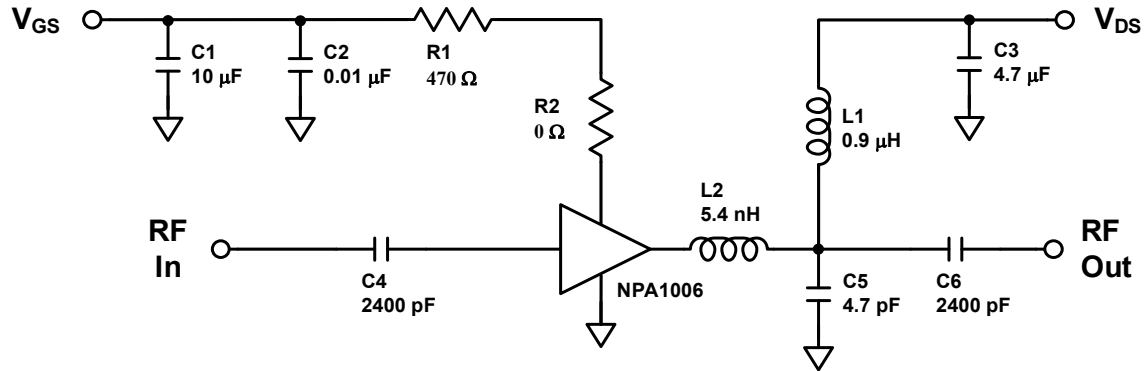 V_GS
C1
10 μF
C2
0.01 μF
R1
470 Ω
R2
0 Ω
V_DS
C3
4.7 μF
L1
0.9 μH
L2
5.4 nH
RF
In
C4
2400 pF
NPA1006
C5
4.7 pF
C6
2400 pF
RF
Out